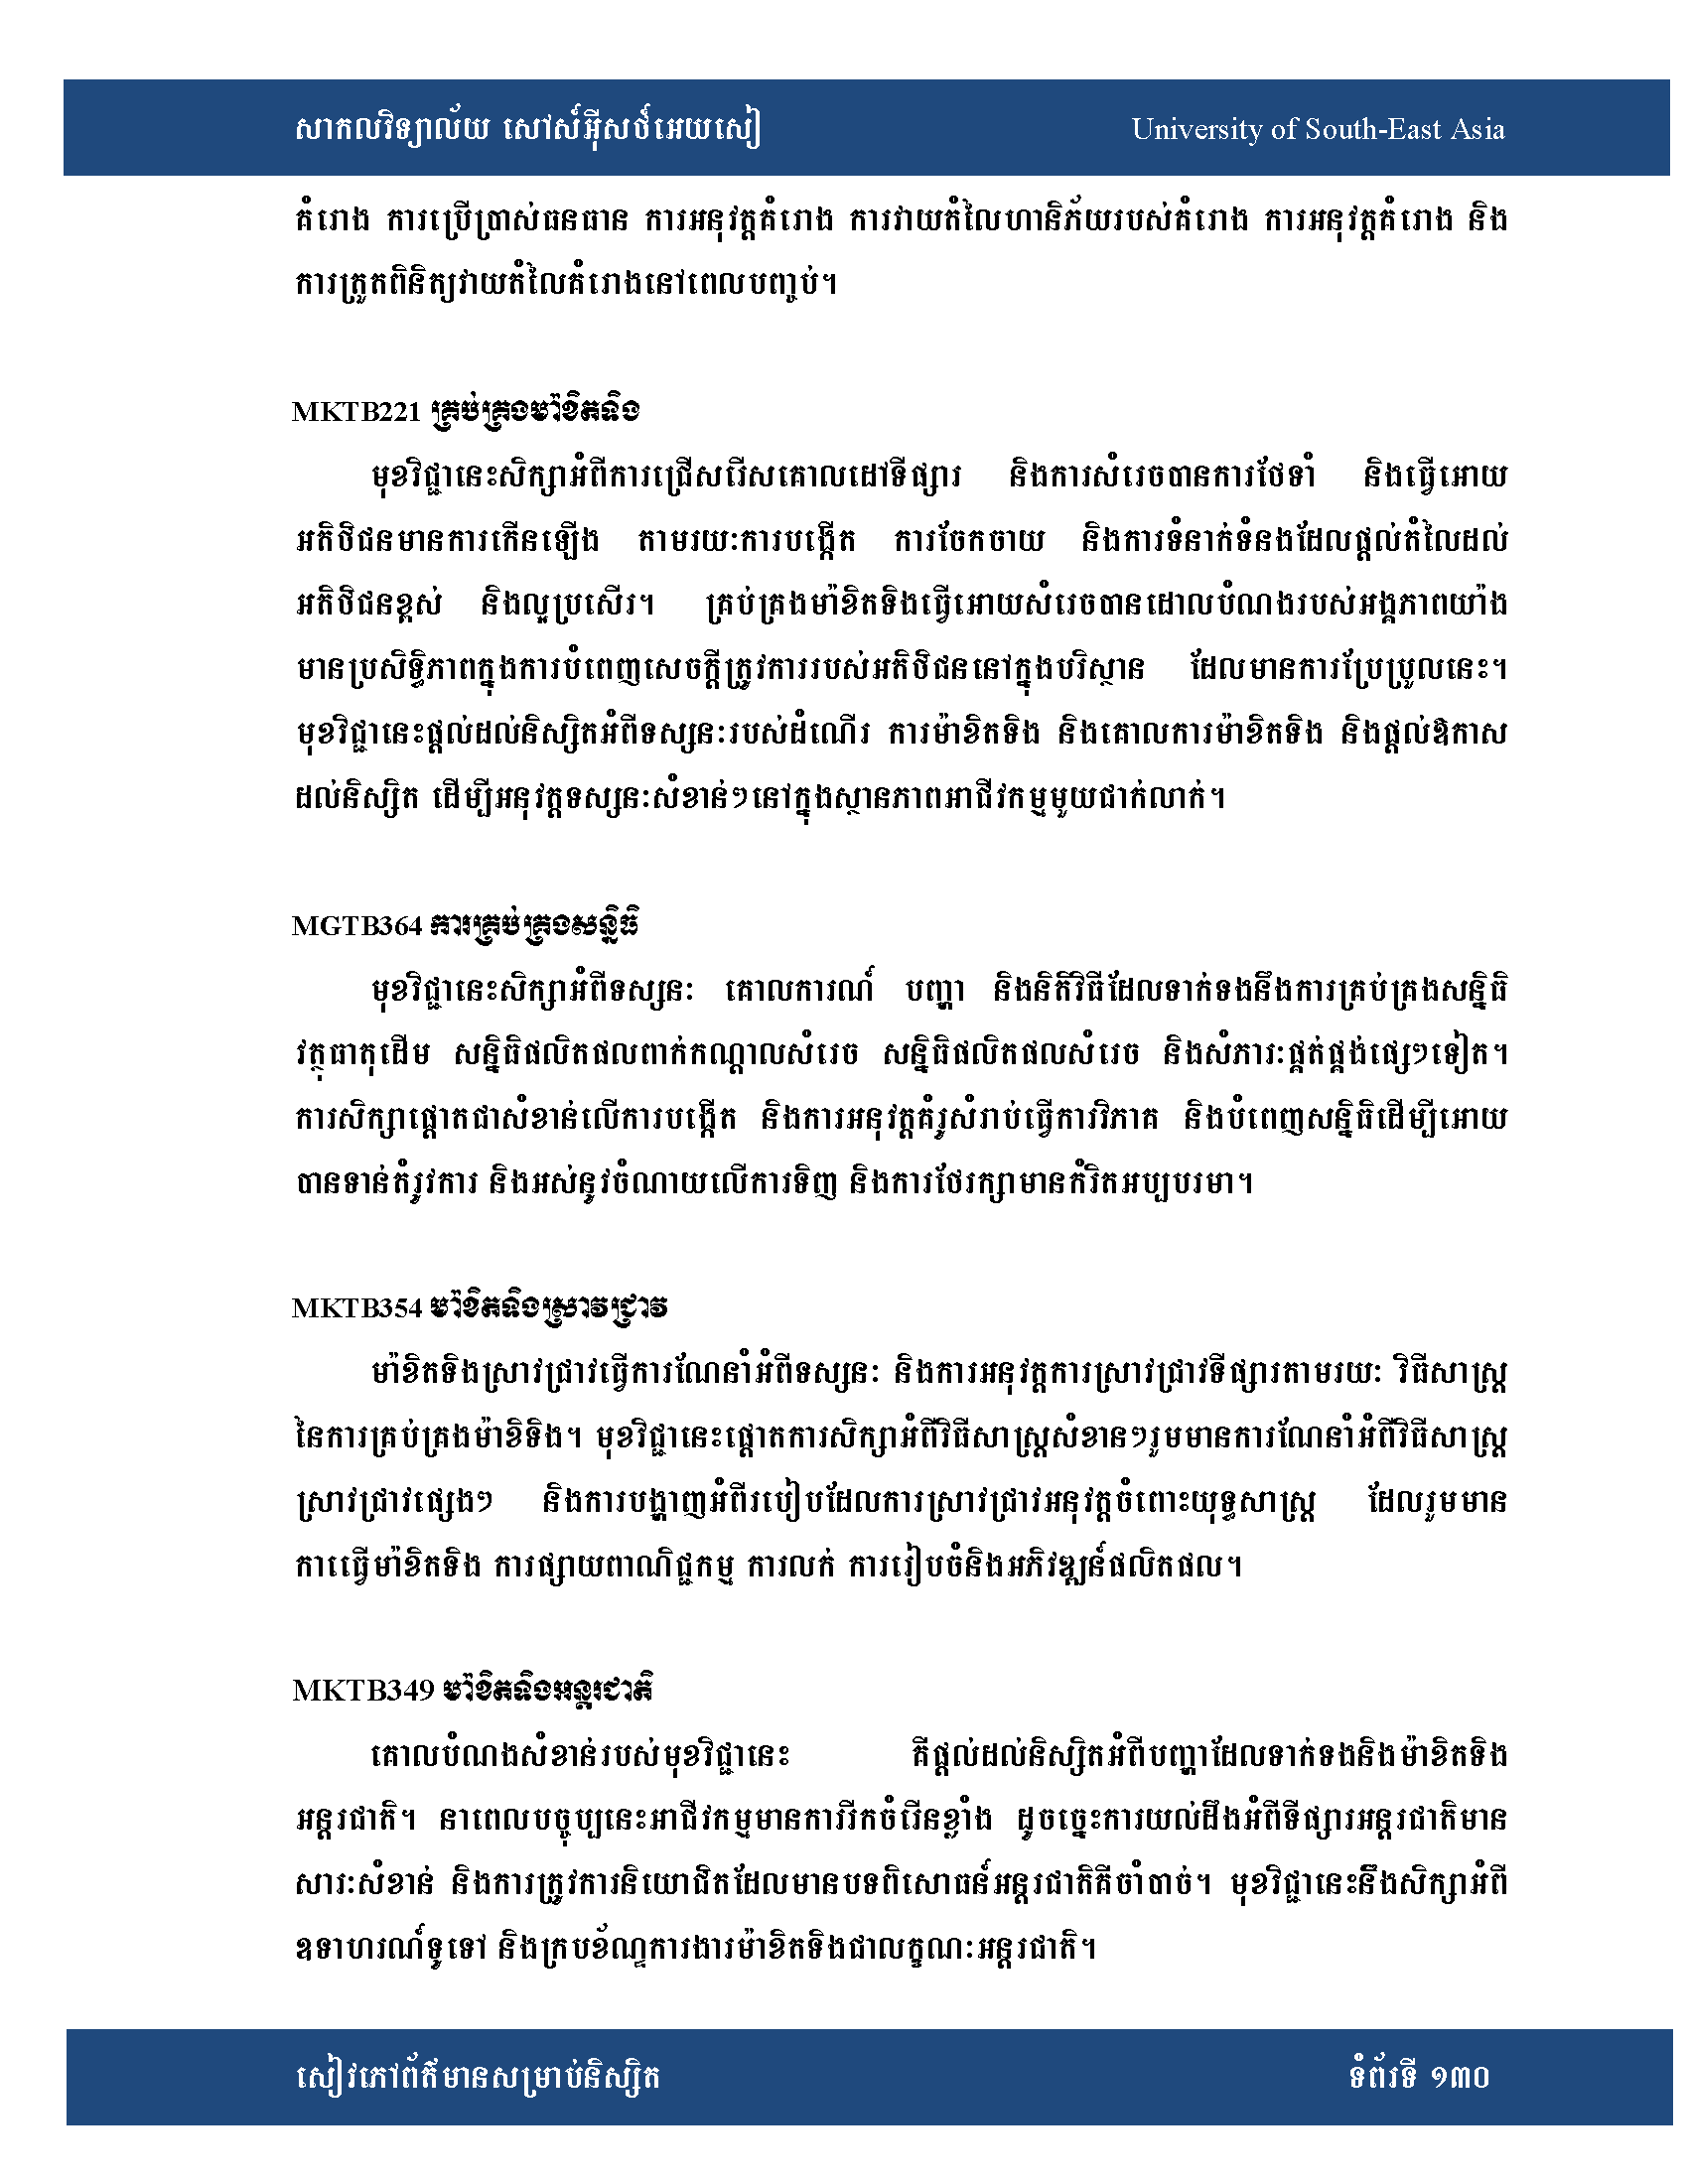 សាកលវិទ្យាល័យ សៅស៍អ៊ីសថ៍អេយសៀ University of South-East Asia
គំរោង ការប្រើប្រាស់ធនធាន ការអនុវត្តគំរោង ការវាយតំលៃហានិភ័យរបស់គំរោង ការអនុវត្តគំរោង និង
ការត្រួតពិនិត្យវាយតំលៃគំរោងនៅពេលបញ្ចប់។
MKTB221 គ្រប់គ្រងម៉ាខិតទិង
មុខវិជ្ជានេះសិក្សាអំពីការជ្រើសរើសគោលដៅទីផ្សារ និងការសំរេចបានការថែទាំ និងធ្វើអោយ
អតិថិជនមានការកើនឡើង តាមរយៈការបង្កើត ការចែកចាយ និងការទំនាក់ទំនងដែលផ្តល់តំលៃដល់
អតិថិជនខ្ពស់ និងល្អប្រសើរ។ គ្រប់គ្រងម៉ាខិតទិងធ្វើអោយសំរេចបានដោលបំណងរបស់អង្គភាពយ៉ាង
មានប្រសិទ្ធិភាពក្នុងការបំពេញសេចក្តីត្រូវការរបស់អតិថិជននៅក្នុងបរិស្ថាន ដែលមានការប្រែប្រួលនេះ។
មុខវិជ្ជានេះផ្តល់ដល់និស្សិតអំពីទស្សនៈរបស់ដំណើរ ការម៉ាខិតទិង និងគោលការម៉ាខិតទិង និងផ្តល់ឱកាស
ដល់និស្សិត ដើម្បីអនុវត្តទស្សនៈសំខាន់ៗនៅក្នុងស្ថានភាពអាជីវកម្មមួយជាក់លាក់។
MGTB364 ការគ្រប់គ្រងសន្និធិ
មុខវិជ្ជានេះសិក្សាអំពីទស្សនៈ គោលការណ៍ បញ្ហា និងនិតិវិធីដែលទាក់ទងនឹងការគ្រប់គ្រងសន្និធិ
វត្ថុធាតុដើម សន្និធិផលិតផលពាក់កណ្តាលសំរេច សន្និធិផលិតផលសំរេច និងសំភារៈផ្គត់ផ្គង់ផ្សេៗទៀត។
ការសិក្សាផ្តោតជាសំខាន់លើការបង្កើត និងការអនុវត្តគំរូសំរាប់ធ្វើការវិភាគ និងបំពេញសន្និធិដើម្បីអោយ
បានទាន់តំរូវការ និងអស់នូវចំណាយលើការទិញ និងការថែរក្សាមានកំរិតអប្បបរមា។
MKTB354 ម៉ាខិតទិងស្រាវជ្រាវ
ម៉ាខិតទិងស្រាវជ្រាវធ្វើការណែនាំអំពីទស្សនៈ និងការអនុវត្តការស្រាវជ្រាវទីផ្សារតាមរយៈ វិធីសាស្ត្រ
នៃការគ្រប់គ្រងម៉ាខិទិង។ មុខវិជ្ជានេះផ្តោតការសិក្សាអំពីវិធីសាស្ត្រសំខានៗរួមមានការណែនាំអំពីវិធីសាស្ត្រ
ស្រាវជ្រាវផ្សេងៗ និងការបង្ហាញអំពីរបៀបដែលការស្រាវជ្រាវអនុវត្តចំពោះយុទ្ធសាស្ត្រ ដែលរួមមាន
ការធ្វើម៉ាខិតទិង ការផ្សាយពាណិជ្ជកម្ម ការលក់ ការរៀបចំនិងអភិវឌ្ឍន៍ផលិតផល។
MKTB349 ម៉ាខិតទិងអន្តរជាតិ
គោលបំណងសំខាន់របស់មុខវិជ្ជានេះ គឺផ្តល់ដល់និស្សិតអំពីបញ្ហាដែលទាក់ទងនិងម៉ាខិតទិង
អន្តរជាតិ។ នាពេលបច្ចុប្បនេះអាជីវកម្មមានការរីកចំរើនខ្លាំង ដូចច្នេះការយល់ដឹងអំពីទីផ្សារអន្តរជាតិមាន
សារៈសំខាន់ និងការត្រូវការនិយោជិតដែលមានបទពិសោធន៍អន្តរជាតិគឺចាំបាច់។ មុខវិជ្ជានេះនឹងសិក្សាអំពី
ឧទាហរណ៍ទូទៅ និងក្របខ័ណ្ឌការងារម៉ាខិតទិងជាលក្ខណៈអន្តរជាតិ។
សៀវភៅព័ត៌មានសម្រាប់និស្សិត ទំព័រទី ១៣០